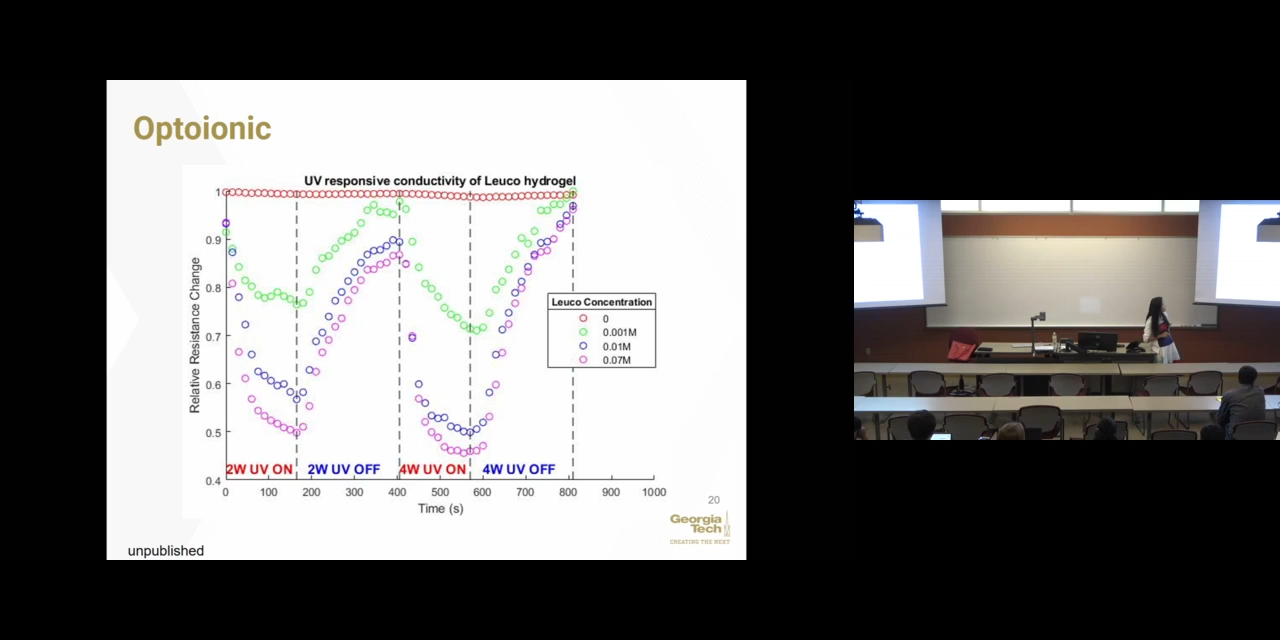 Optoionic
UV responsive conductivity of Leuco hydrogel
Relative Resistance Change
1
0.9
0.8
0.7
0.6
0.5
0.4
Leuco Concentration
0
0.001M
0.01M
0.07M
2W UV ON
2W UV OFF
4W UV ON
4W UV OFF
0
100
200
300
400
500
600
700
800
900
1000
Time (s)
20
Georgia
Tech
CREATING THE NEXT
unpublished